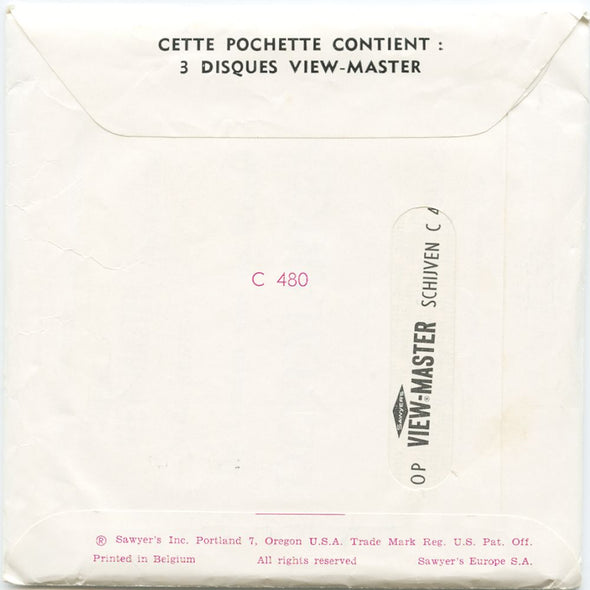 CETTE POCHETTE CONTIENT :
3 DISQUES VIEW-MASTER
C 480
OP SAWYER'S VIEW-MASTER® SCHIJVEN C 4
® Sawyer's Inc. Portland 7, Oregon U.S.A. Trade Mark Reg. U.S. Pat. Off.
Printed in Belgium All rights reserved Sawyer's Europe S.A.